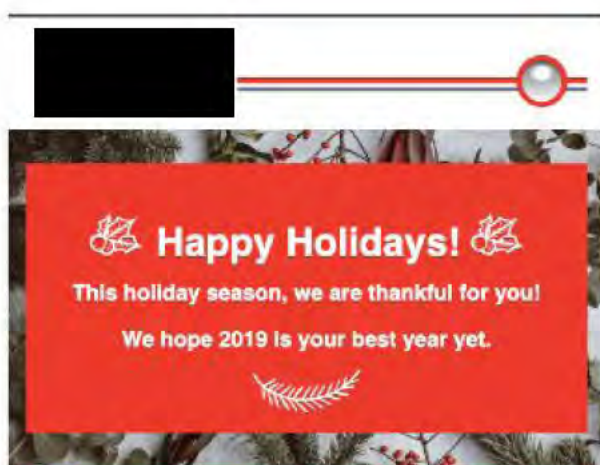 Happy Holidays!
This holiday season, we are thankful for you!
We hope 2019 is your best year yet.